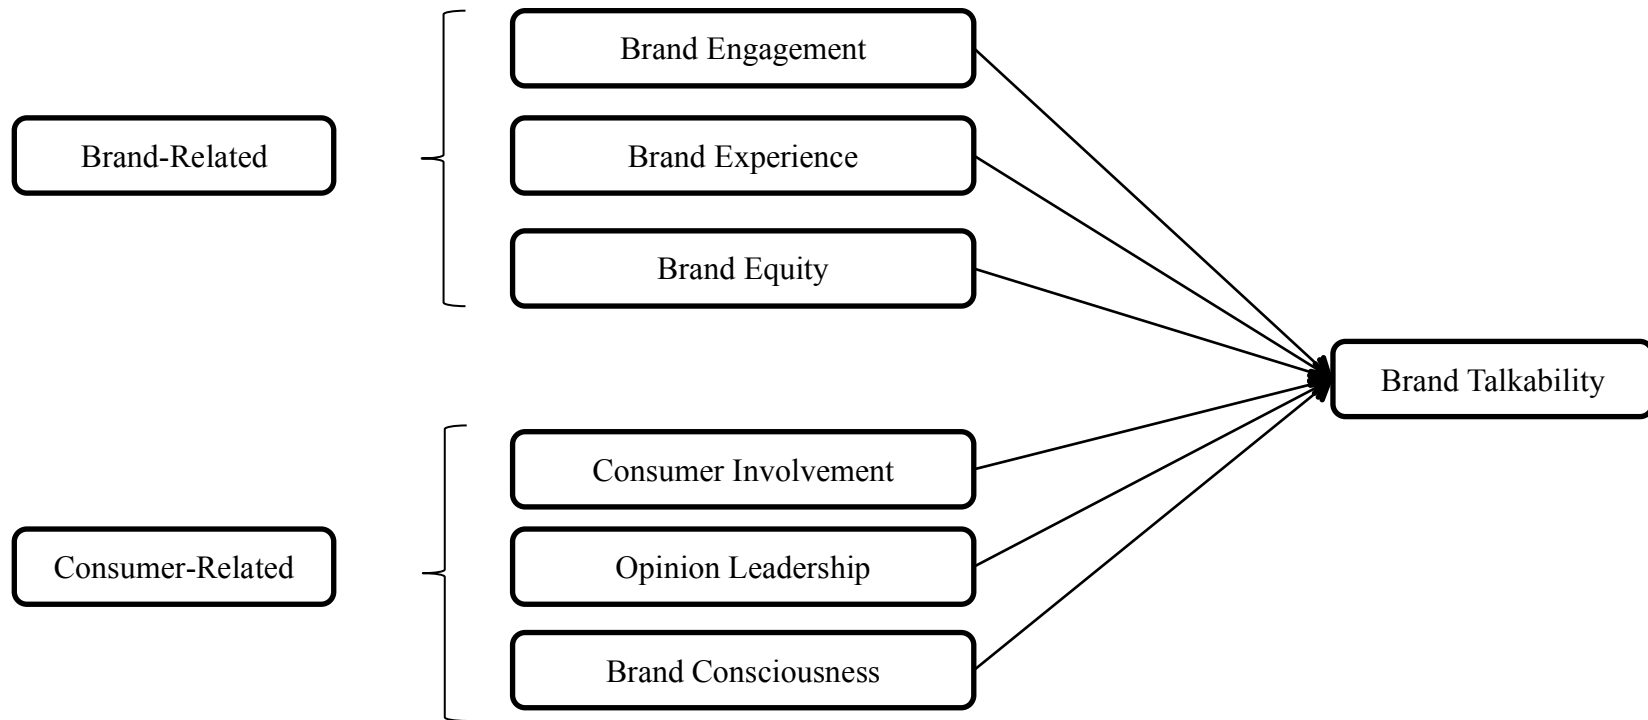 Brand-Related
Brand Engagement
Brand Experience
Brand Equity
Consumer-Related
Consumer Involvement
Opinion Leadership
Brand Consciousness
Brand Talkability